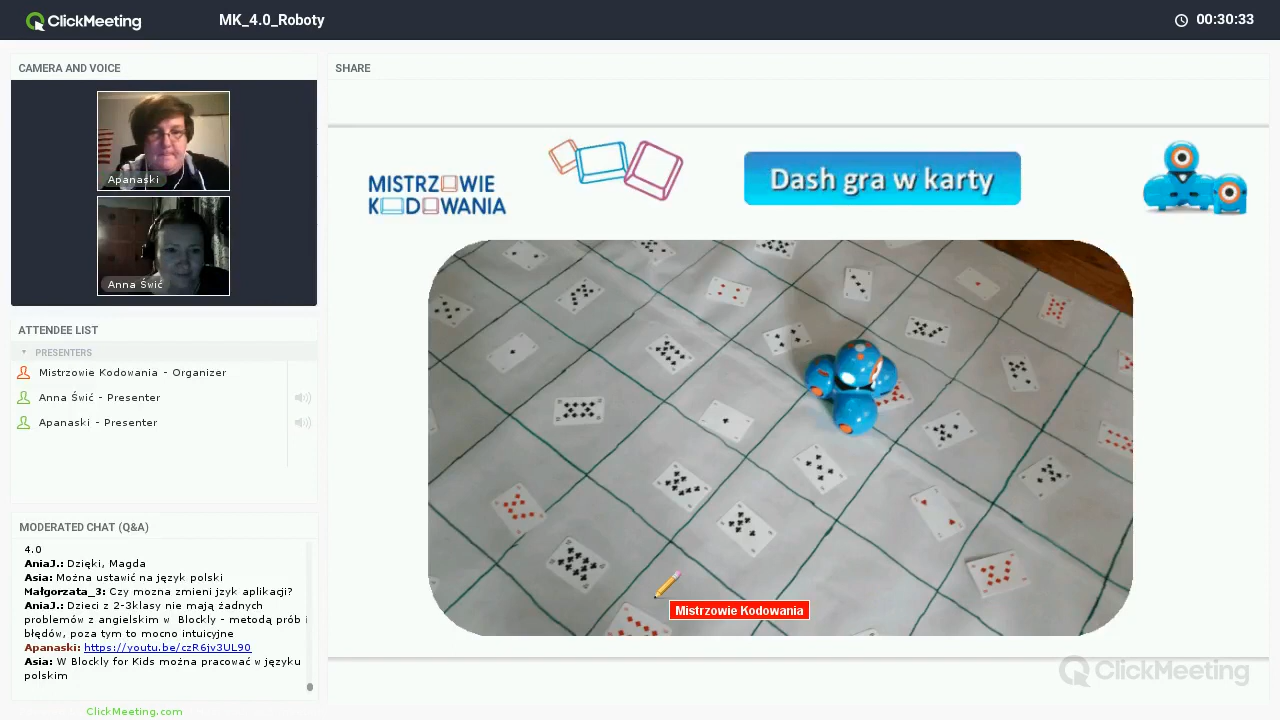 ClickMeeting
MK_4.0_Roboty
00:30:33
CAMERA AND VOICE
Apanaski
Anna Świć
ATTENDEE LIST
PRESENTERS
Mistrzowie Kodowania - Organizer
Anna Świć - Presenter
Apanaski - Presenter
MODERATED CHAT (Q&A)
4.0
AniaJ.: Dzięki, Magda
Asia: Można ustawić na język polski
Małgorzata_3: Czy mozna zmieni jezyk aplikacji?
AniaJ.: Dzieci z 2-3klasy nie mają żadnych
problemów z angielskim w Blockly - metodą prób i
błędów, poza tym to mocno intuicyjne
Apanaski: https://youtu.be/czR6jv3UL90
Asia: W Blockly for Kids można pracować w języku
polskim
ClickMeeting.com
SHARE
MISTRZOWIE
KODOWANIA
Dash gra w karty
Mistrzowie Kodowania
ClickMeeting